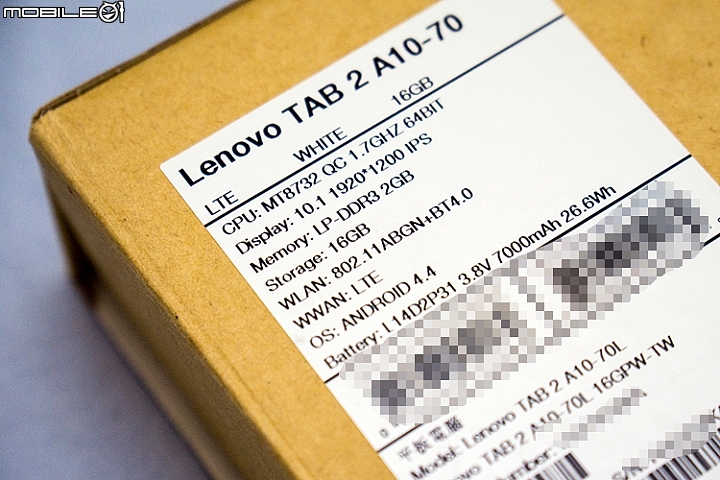 MOBILE01
Lenovo TAB 2 A10-70
LTE WHITE 16GB
CPU: MT8732 QC 1.7GHZ 64BIT
Display: 10.1 1920*1200 IPS
Memory: LP-DDR3 2GB
Storage: 16GB
WLAN: 802.11ABGN+BT4.0
WWAN: LTE
OS: ANDROID 4.4
Battery: L14D2P31 3.8V 7000mAh 26.6Wh
平板電腦
Model: Lenovo TAB 2 A10-70L
Lenovo TAB 2 A10-70L 16GPW-TW
Number:
S/N: